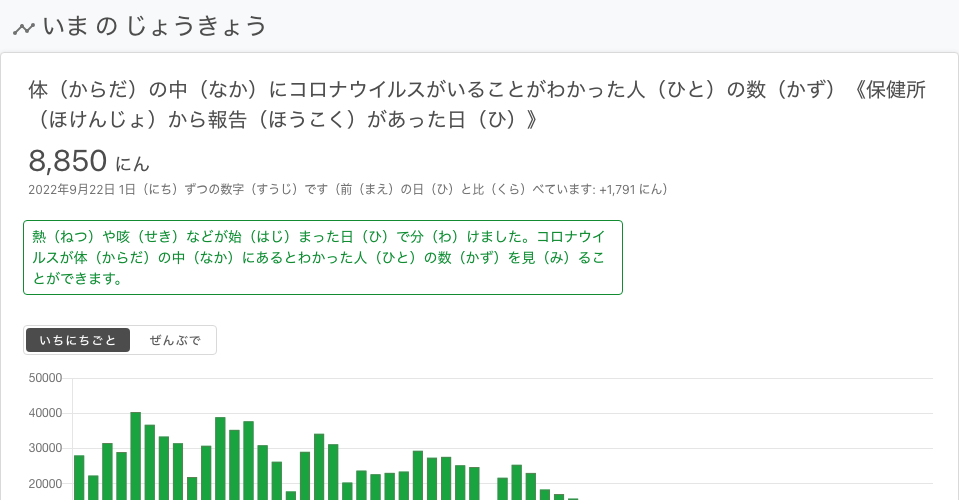 いま の じょうきょう
体（からだ）の中（なか）にコロナウイルスがいることがわかった人（ひと）の数（かず）《保健所
（ほけんじょ）から報告（ほうこく）があった日（ひ）》
8,850 にん
2022年9月22日 1日（にち）ずつの数字（すうじ）です（前（まえ）の日（ひ）と比（くら）べています: +1,791 にん）
熱（ねつ）や咳（せき）などが始（はじ）まった日（ひ）で分（わ）けました。コロナウイ
ルスが体（からだ）の中（なか）にあるとわかった人（ひと）の数（かず）を見（み）るこ
とができます。
いちにちごと ぜんぶで
50000
40000
30000
20000